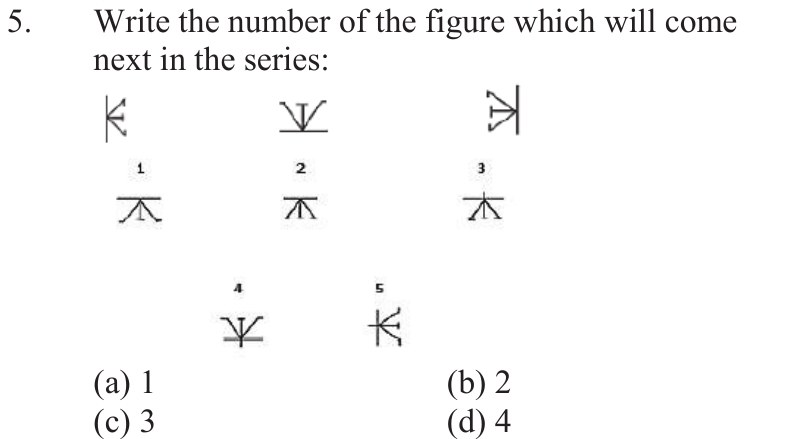 5. Write the number of the figure which will come
next in the series:
1 2 3
4 5
(a) 1 (b) 2
(c) 3 (d) 4